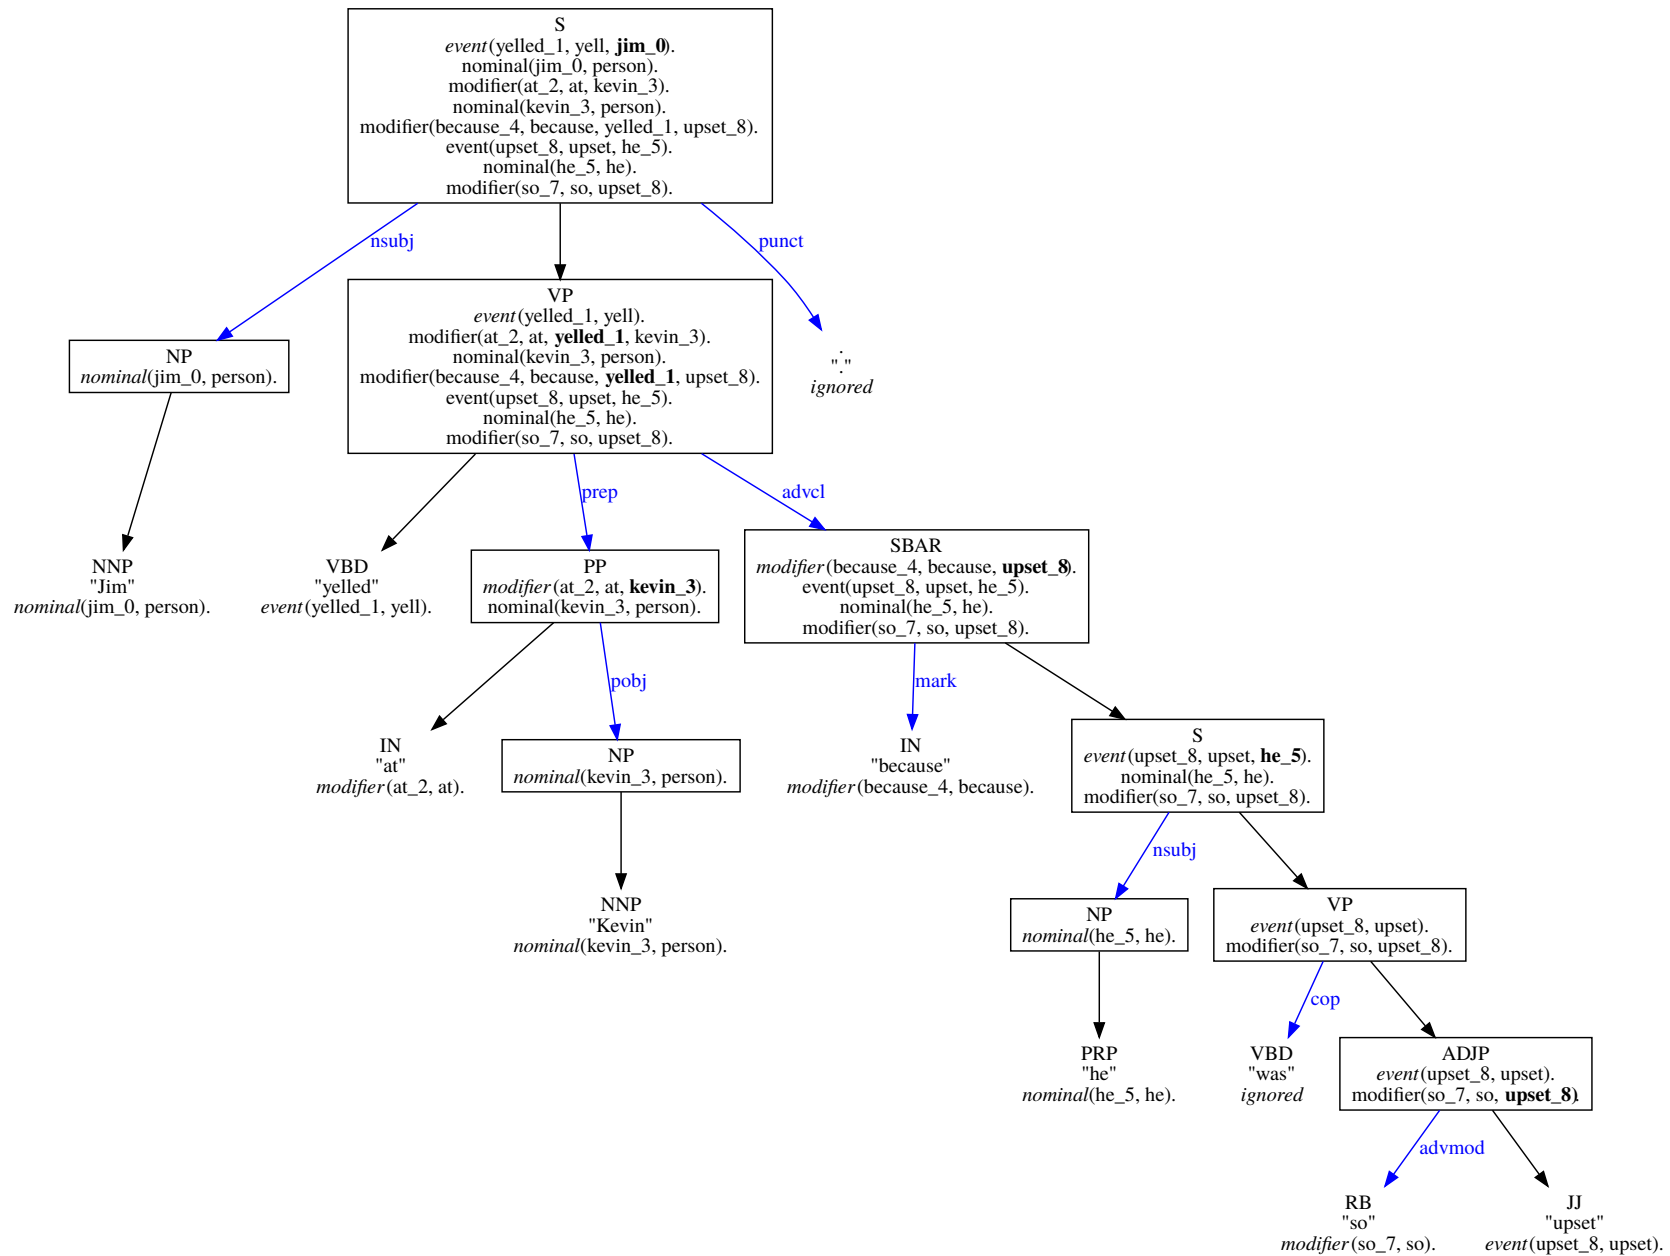 S
event(yelled_1, yell, jim_0).
nominal(jim_0, person).
modifier(at_2, at, kevin_3).
nominal(kevin_3, person).
modifier(because_4, because, yelled_1, upset_8).
event(upset_8, upset, he_5).
nominal(he_5, he).
modifier(so_7, so, upset_8).
nsubj
punct
NP
nominal(jim_0, person).
VP
event(yelled_1, yell).
modifier(at_2, at, yelled_1, kevin_3).
nominal(kevin_3, person).
modifier(because_4, because, yelled_1, upset_8).
event(upset_8, upset, he_5).
nominal(he_5, he).
modifier(so_7, so, upset_8).
.
"."
ignored
prep
advcl
NNP
"Jim"
nominal(jim_0, person).
VBD
"yelled"
event(yelled_1, yell).
PP
modifier(at_2, at, kevin_3).
nominal(kevin_3, person).
SBAR
modifier(because_4, because, upset_8).
event(upset_8, upset, he_5).
nominal(he_5, he).
modifier(so_7, so, upset_8).
pobj
mark
IN
"at"
modifier(at_2, at).
NP
nominal(kevin_3, person).
IN
"because"
modifier(because_4, because).
S
event(upset_8, upset, he_5).
nominal(he_5, he).
modifier(so_7, so, upset_8).
nsubj
NNP
"Kevin"
nominal(kevin_3, person).
NP
nominal(he_5, he).
VP
event(upset_8, upset).
modifier(so_7, so, upset_8).
cop
PRP
"he"
nominal(he_5, he).
VBD
"was"
ignored
ADJP
event(upset_8, upset).
modifier(so_7, so, upset_8).
advmod
RB
"so"
modifier(so_7, so).
JJ
"upset"
event(upset_8, upset).